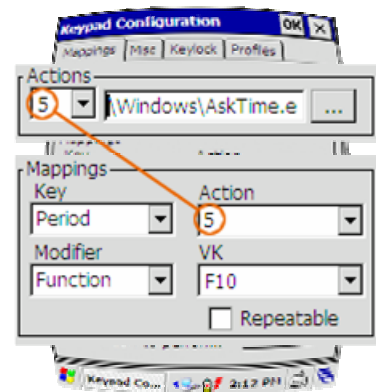 Keypad Configuration OK ×
Mappings Misc Keylock Profiles
Actions
5 \Windows\AskTime.e ...
Mappings
Key Action
Period 5
Modifier VK
Function F10
Repeatable
Keypad Co... 2:12 PM